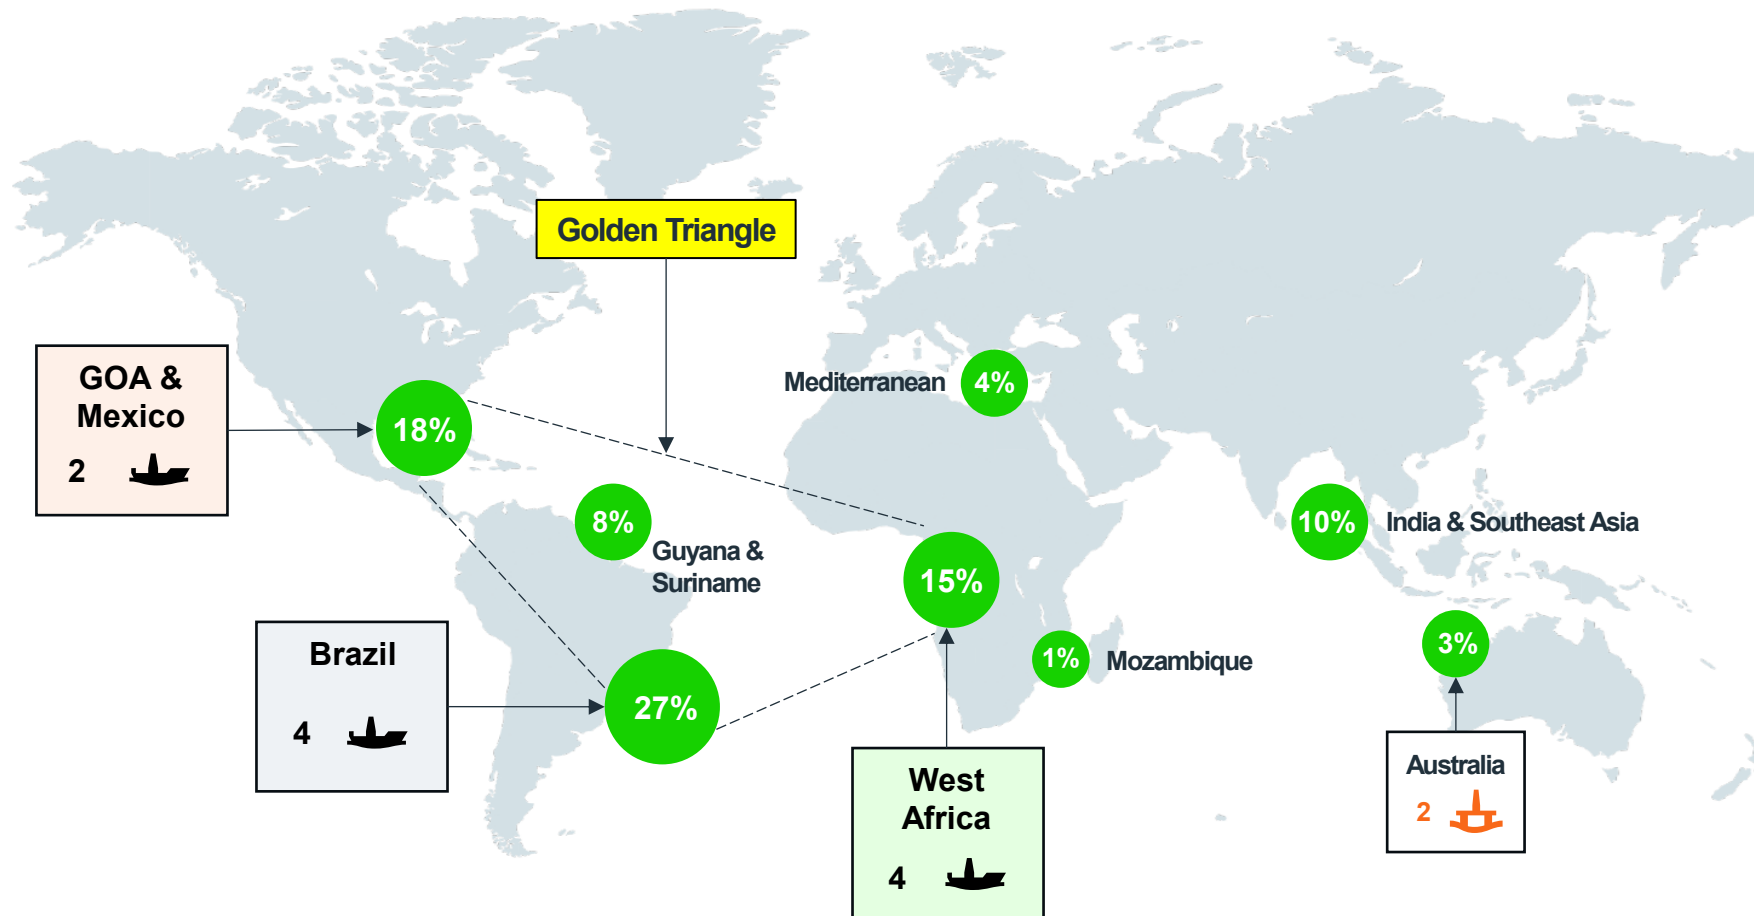 Golden Triangle
GOA &
Mexico
2
18%
Mediterranean
4%
8%
Guyana &
Suriname
10%
India & Southeast Asia
15%
Brazil
4
27%
1%
Mozambique
3%
West
Africa
4
Australia
2